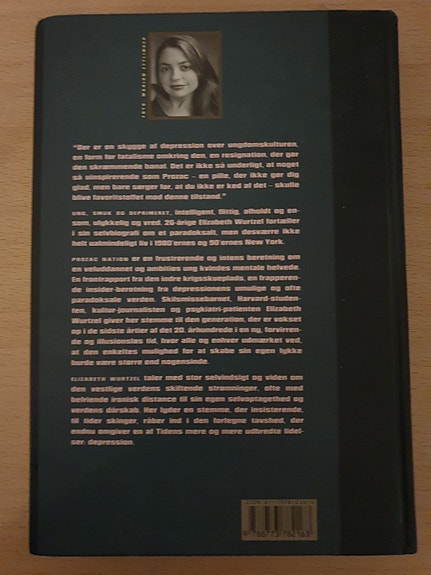 FOTO MARION ETTLINGER
"Der er en skygge af depression over ungdomskulturen,
en form for fatalisme omkring den, en resignation, der gør
den skræmmende banal. Det er ikke så underligt, at noget
så uinspirerende som Prozac – en pille, der ikke gør dig
glad, men bare sørger for, at du ikke er ked af det – skulle
blive favoritstoffet mod denne tilstand."
UNG, SMUK OG DEPRIMERET, intelligent, flittig, afholdt og en-
som, ulykkelig og vred. 26-årige Elizabeth Wurtzel fortæller
i sin selvbiografi om et paradoksalt, men desværre ikke
helt ualmindeligt liv i 1980'ernes og 90'ernes New York.
PROZAC NATION er en frustrerende og intens beretning om
en veluddannet og ambitiøs ung kvindes mentale helvede.
En frontrapport fra den indre krigsskueplads, en frapperen-
de insider-beretning fra depressionens umulige og ofte
paradoksale verden. Skilsmissebarnet, Harvard-studen-
ten, kultur-journalisten og psykiatri-patienten Elizabeth
Wurtzel giver her stemme til den generation, der er vokset
op i de sidste årtier af det 20. århundrede i en ny, forvirren-
de og illusionsløs tid, hvor alle og enhver udmærket ved,
at den enkeltes mulighed for at skabe sin egen lykke
burde være større end nogensinde.
ELIZABETH WURTZEL taler med stor selvindsigt og viden om
den vestlige verdens skiftende strømninger, ofte med
befriende ironisk distance til sin egen selvoptagethed og
verdens dårskab. Her lyder en stemme, der insisterende,
til tider skinger, råber ind i den forlegne tavshed, der
endnu omgiver en af Tidens mere og mere udbredte lidel-
ser: depression.
9 788773 782163